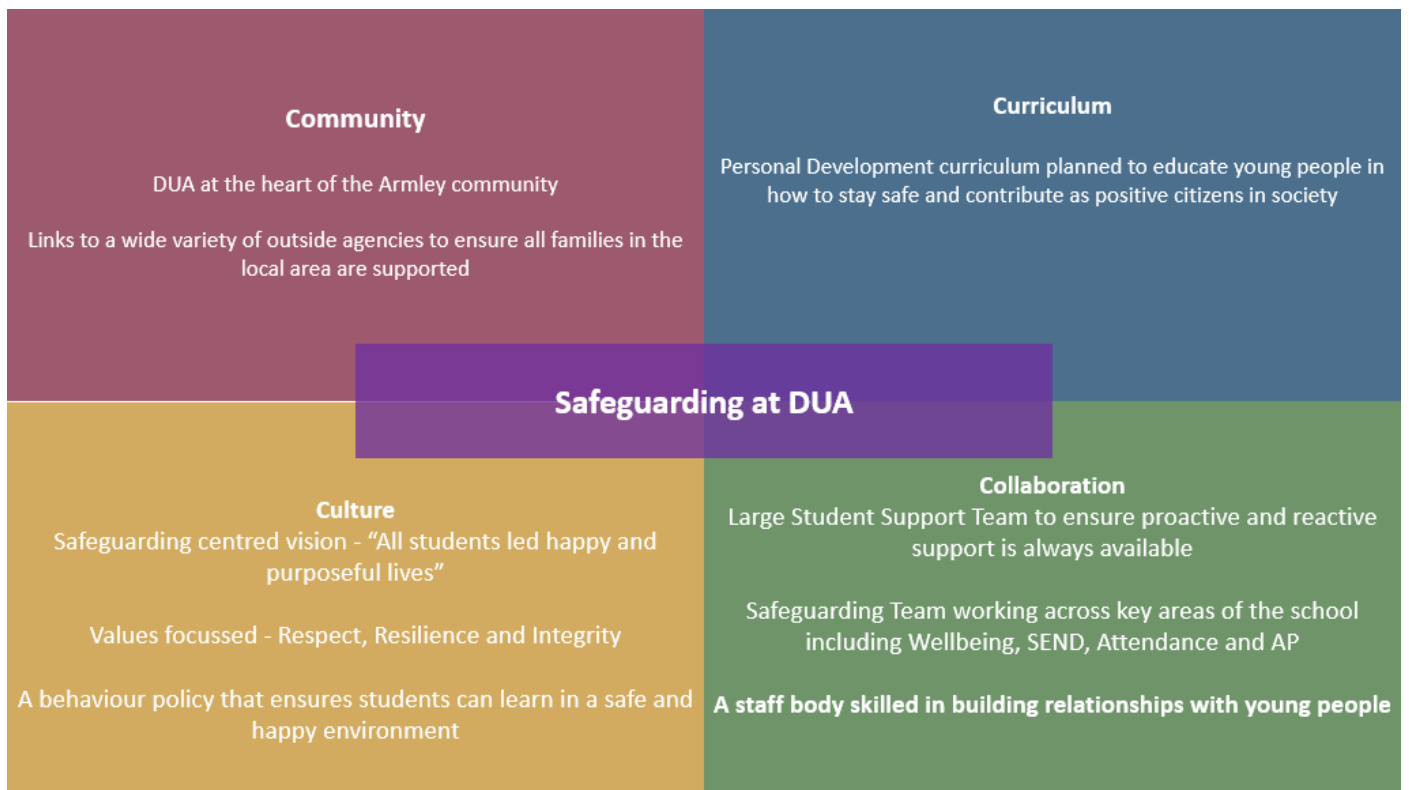 Community
DUA at the heart of the Armley community
Links to a wide variety of outside agencies to ensure all families in the
local area are supported
Curriculum
Personal Development curriculum planned to educate young people in
how to stay safe and contribute as positive citizens in society
Safeguarding at DUA
Culture
Safeguarding centred vision - “All students led happy and
purposeful lives”
Values focussed - Respect, Resilience and Integrity
A behaviour policy that ensures students can learn in a safe and
happy environment
Collaboration
Large Student Support Team to ensure proactive and reactive
support is always available
Safeguarding Team working across key areas of the school
including Wellbeing, SEND, Attendance and AP
A staff body skilled in building relationships with young people